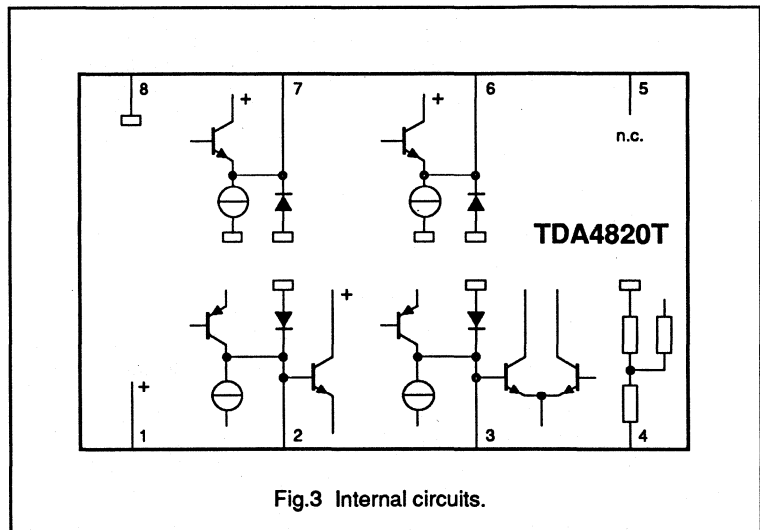 8 7 6 5
+ +
n.c.
TDA4820T
+
+
1 2 3 4
Fig.3 Internal circuits.